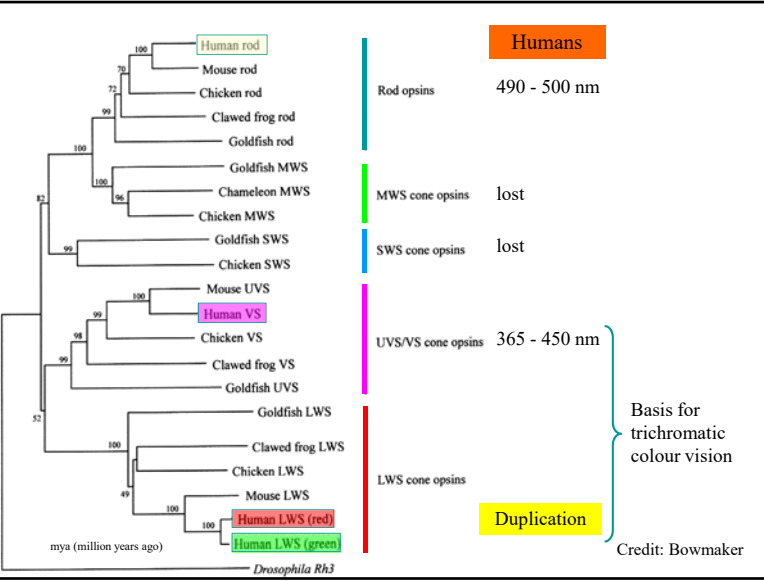 Humans
100
Human rod
70
Mouse rod
72
Chicken rod
Rod opsins
490 - 500 nm
99
Clawed frog rod
Goldfish rod
100
Goldfish MWS
100
Chameleon MWS
96
MWS cone opsins
lost
82
Chicken MWS
Goldfish SWS
99
SWS cone opsins
lost
Chicken SWS
Mouse UVS
100
Human VS
99
Chicken VS
UVS/VS cone opsins
365 - 450 nm
98
99
Clawed frog VS
Goldfish UVS
52
Goldfish LWS
Basis for
trichromatic
colour vision
100
Clawed frog LWS
Chicken LWS
LWS cone opsins
49
Mouse LWS
100
Human LWS (red)
Duplication
100
Human LWS (green)
mya (million years ago)
Credit: Bowmaker
Drosophila Rh3